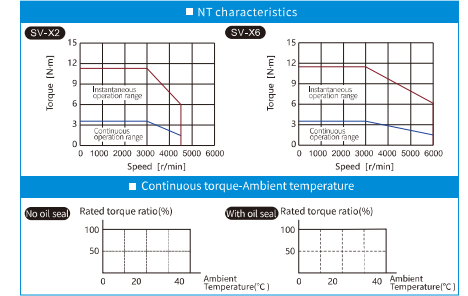 ■ NT characteristics
SV-X2
SV-X6
Torque [N·m]
15
12
9
6
3
0
Instantaneous
operation range
Continuous
operation range
0 1000 2000 3000 4000 5000 6000
Speed [r/min]
Torque [N·m]
15
12
9
6
3
0
Instantaneous
operation range
Continuous
operation range
0 1000 2000 3000 4000 5000 6000
Speed [r/min]
■ Continuous torque-Ambient temperature
No oil seal
Rated torque ratio(%)
100
50
0 20 40
Ambient
Temperature(℃)
With oil seal
Rated torque ratio(%)
100
50
0 20 40
Ambient
Temperature(℃)